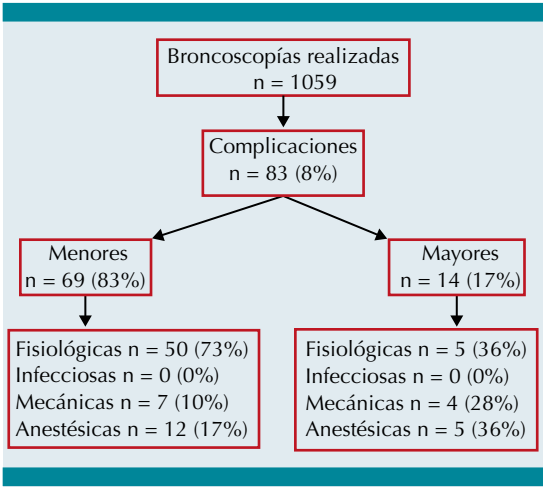 Broncoscopías realizadas
n = 1059
Complicaciones
n = 83 (8%)
Menores
n = 69 (83%)
Mayores
n = 14 (17%)
Fisiológicas n = 50 (73%)
Infecciosas n = 0 (0%)
Mecánicas n = 7 (10%)
Anestésicas n = 12 (17%)
Fisiológicas n = 5 (36%)
Infecciosas n = 0 (0%)
Mecánicas n = 4 (28%)
Anestésicas n = 5 (36%)